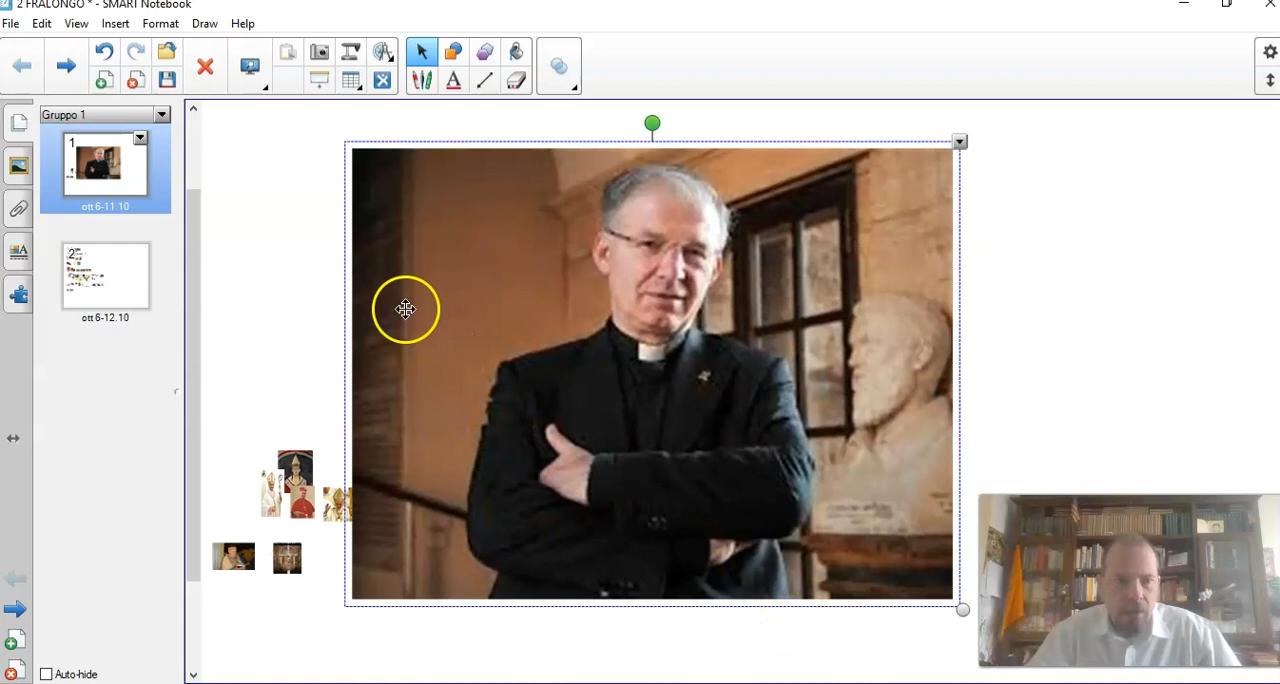 2 FRALONGO * - SMART Notebook
File Edit View Insert Format Draw Help
Gruppo 1
1
ott 6-11.10
2
ott 6-12.10
Auto-hide